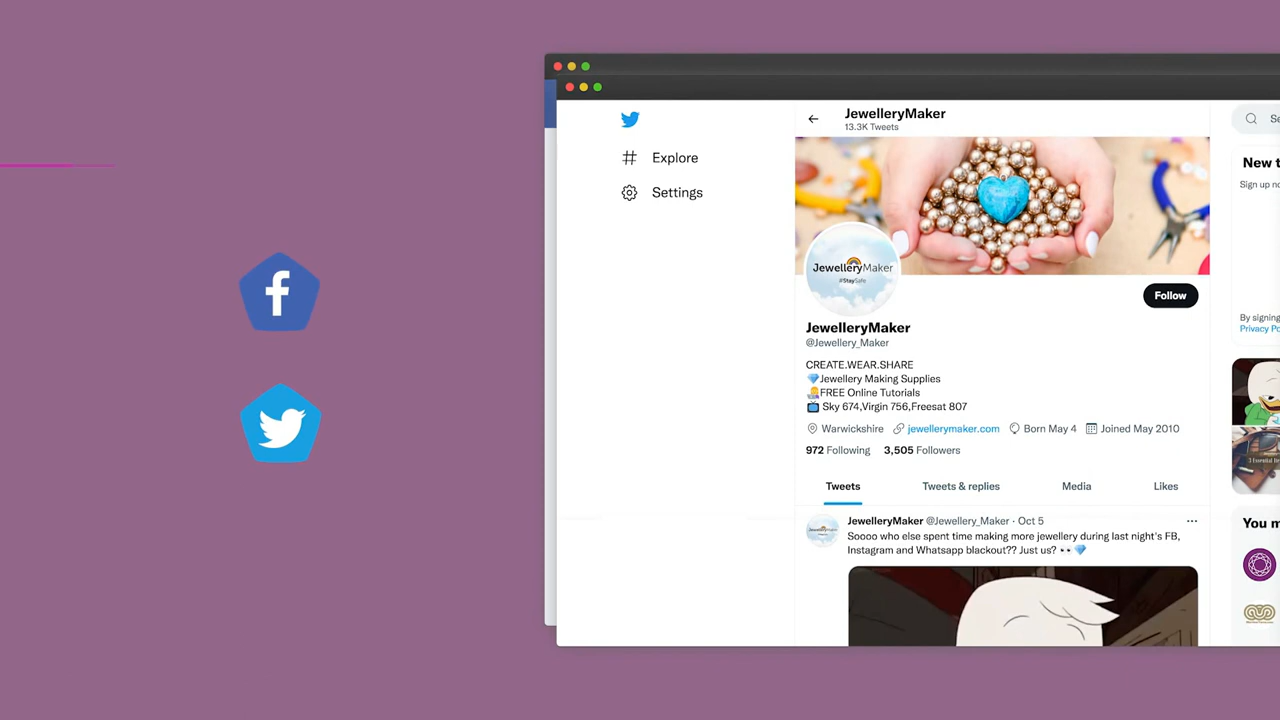 JewelleryMaker
13.3K Tweets
Explore
Settings
JewelleryMaker
#StaySafe
Follow
JewelleryMaker
@Jewellery_Maker
CREATE.WEAR.SHARE
💎Jewellery Making Supplies
FREE Online Tutorials
📺 Sky 674,Virgin 756,Freesat 807
Warwickshire jewellerymaker.com Born May 4 Joined May 2010
972 Following 3,505 Followers
Tweets Tweets & replies Media Likes
JewelleryMaker @Jewellery_Maker · Oct 5
Soooo who else spent time making more jewellery during last night's FB,
Instagram and Whatsapp blackout?? Just us? 👀 💎
Se
New t
Sign up no
By signing
Privacy Po
3 Essential
You m